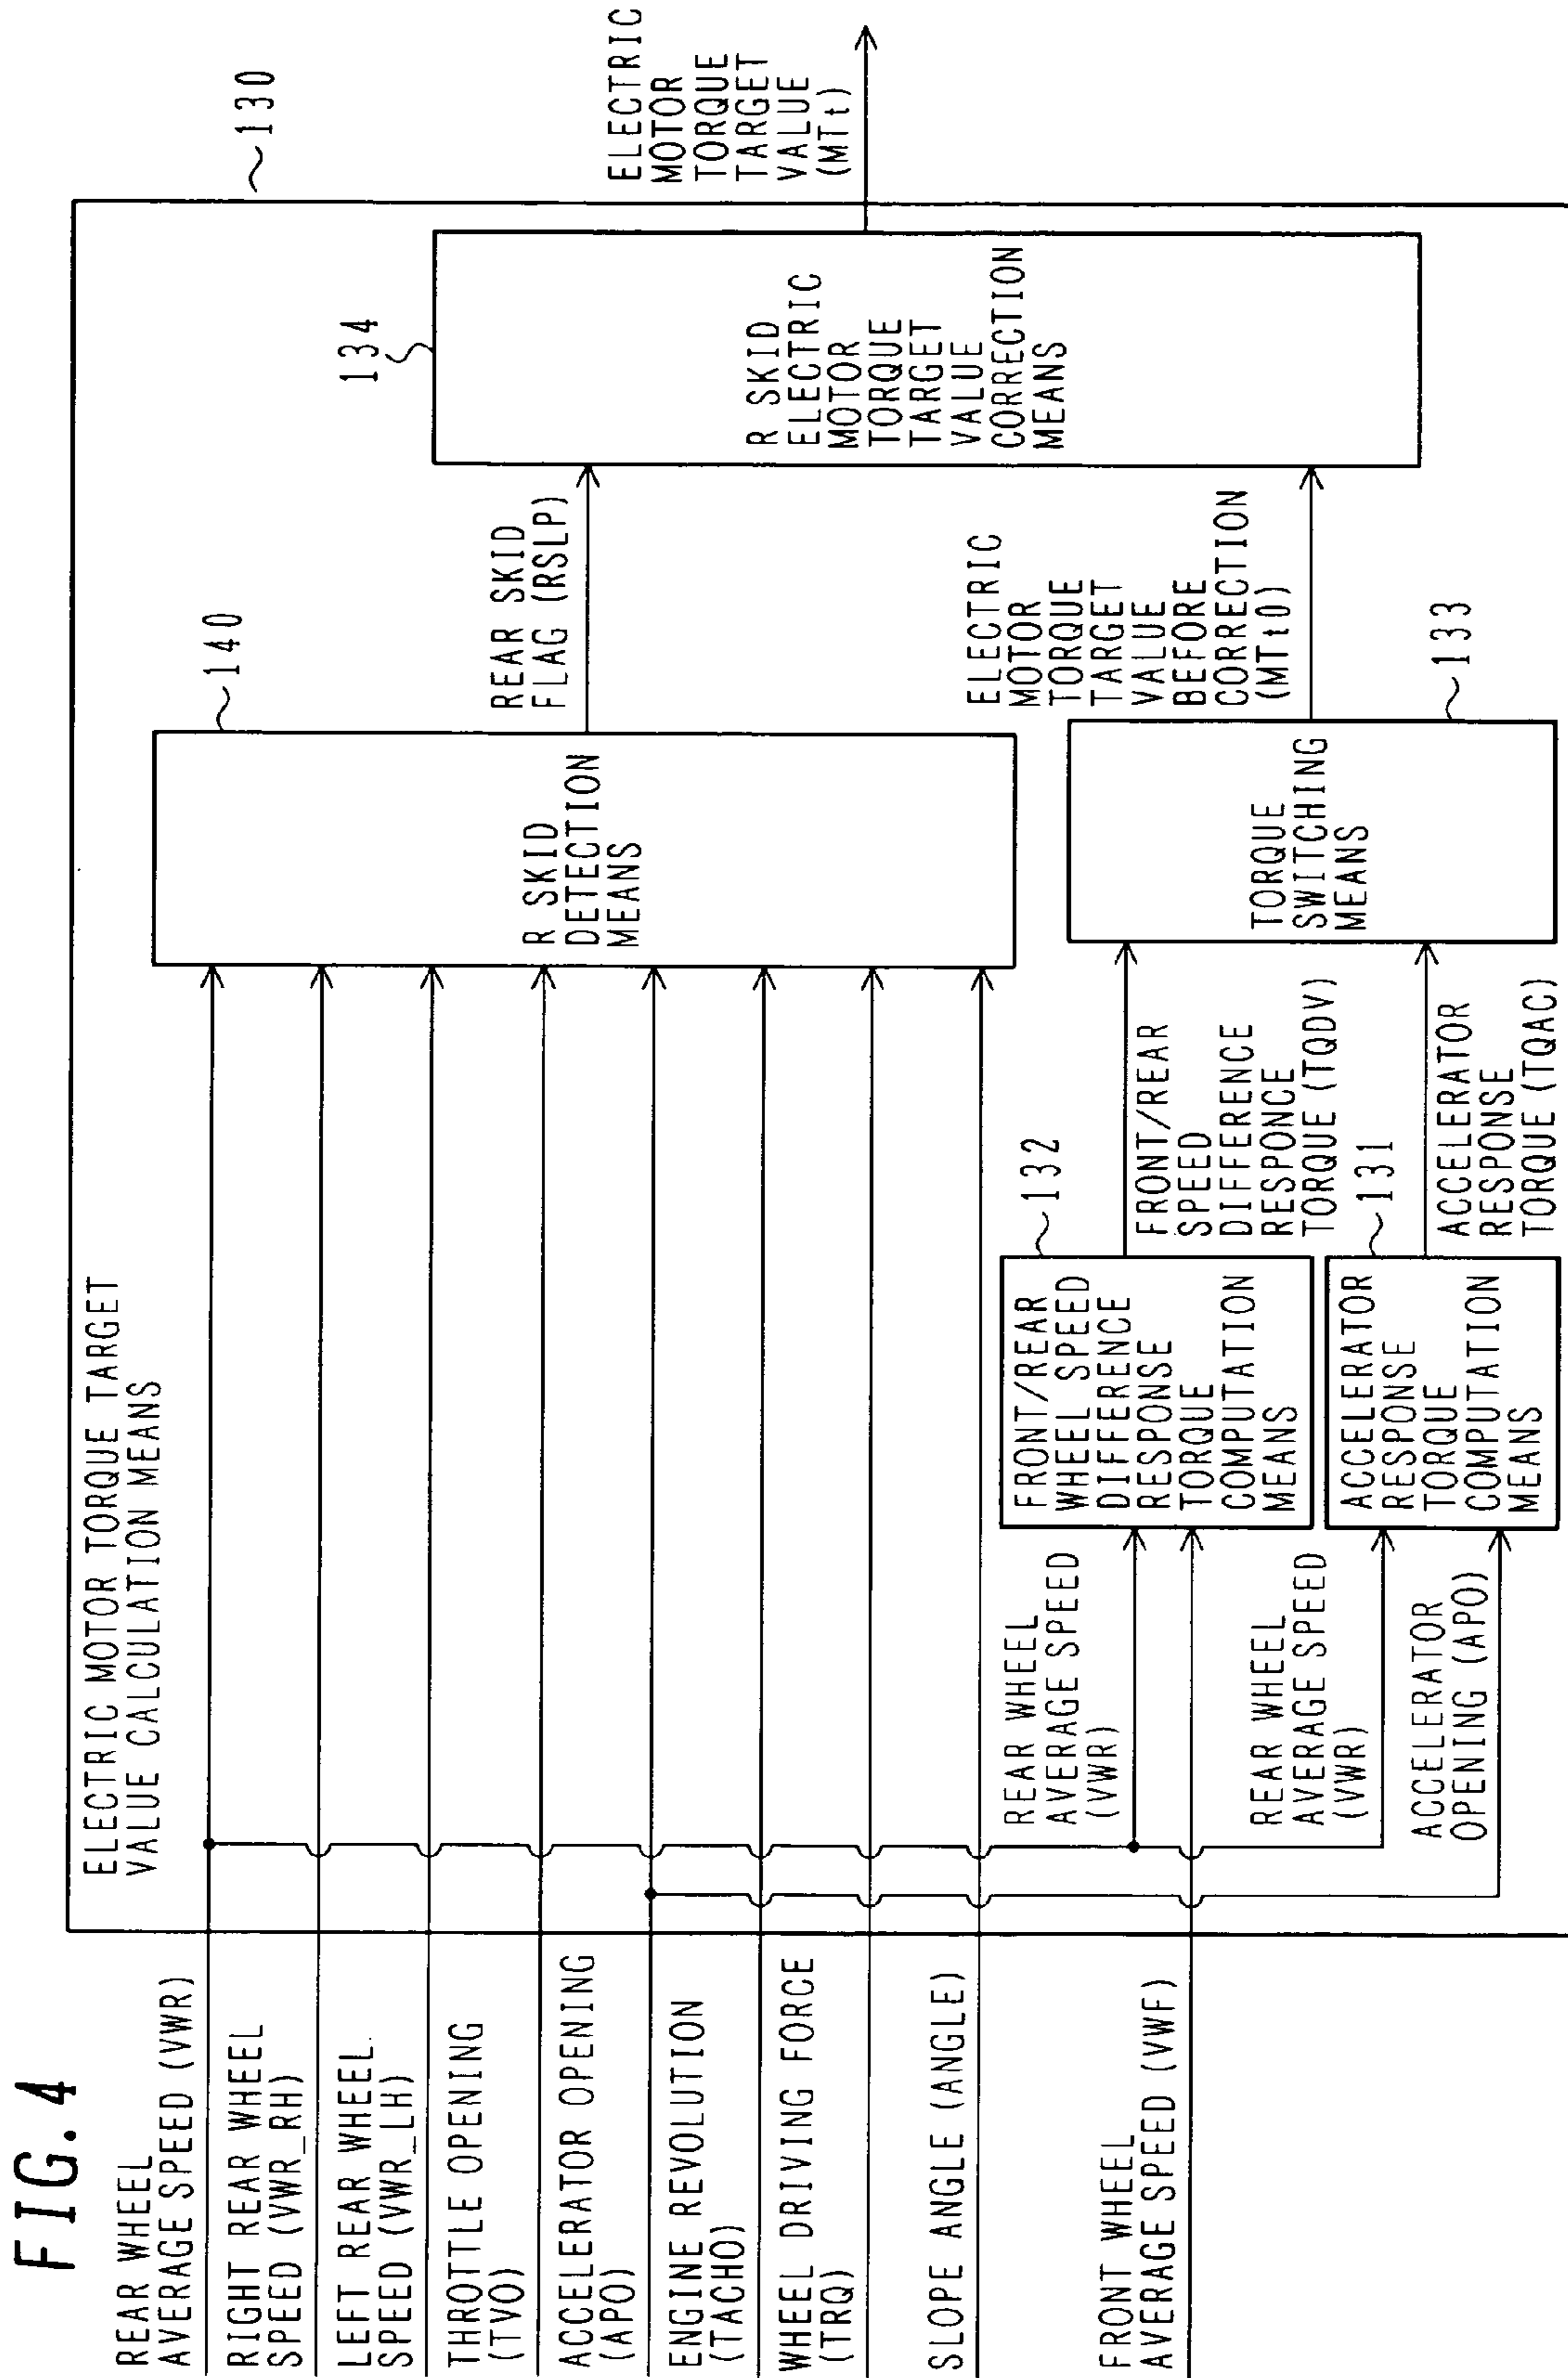 FIG. 4
REAR WHEEL
AVERAGE SPEED (VWR)
RIGHT REAR WHEEL
SPEED (VWR_RH)
LEFT REAR WHEEL
SPEED (VWR_LH)
THROTTLE OPENING
(TVO)
ACCELERATOR OPENING
(APO)
ENGINE REVOLUTION
(TACHO)
WHEEL DRIVING FORCE
(TRQ)
SLOPE ANGLE (ANGLE)
FRONT WHEEL
AVERAGE SPEED (VWF)
ELECTRIC MOTOR TORQUE TARGET
VALUE CALCULATION MEANS
130
REAR WHEEL
AVERAGE SPEED
(VWR)
REAR WHEEL
AVERAGE SPEED
(VWR)
ACCELERATOR
OPENING (APO)
FRONT/REAR
WHEEL SPEED
DIFFERENCE
RESPONSE
TORQUE
COMPUTATION
MEANS
132
ACCELERATOR
RESPONSE
TORQUE
COMPUTATION
MEANS
131
FRONT/REAR
SPEED
DIFFERENCE
RESPONCE
TORQUE (TQDV)
ACCELERATOR
RESPONSE
TORQUE (TQAC)
R SKID
DETECTION
MEANS
140
TORQUE
SWITCHING
MEANS
133
REAR SKID
FLAG (RSLP)
ELECTRIC
MOTOR
TORQUE
TARGET
VALUE
BEFORE
CORRECTION
(MTt0)
R SKID
ELECTRIC
MOTOR
TORQUE
TARGET
VALUE
CORRECTION
MEANS
134
ELECTRIC
MOTOR
TORQUE
TARGET
VALUE
(MTt)